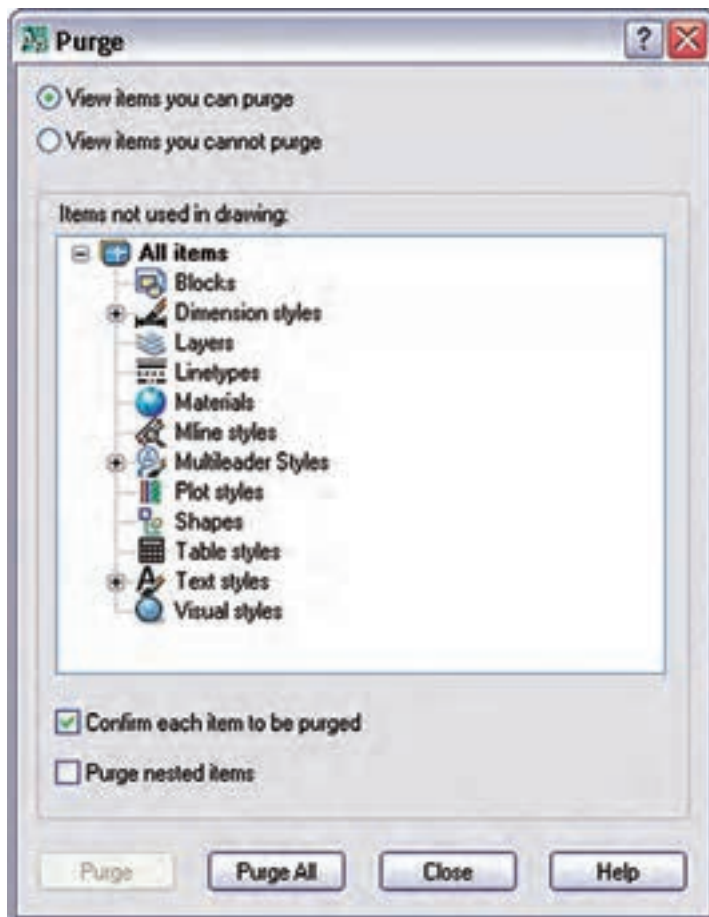 Purge
View items you can purge
View items you cannot purge
Items not used in drawing:
All items
Blocks
Dimension styles
Layers
Linetypes
Materials
Mline styles
Multileader Styles
Plot styles
Shapes
Table styles
Text styles
Visual styles
Confirm each item to be purged
Purge nested items
Purge Purge All Close Help